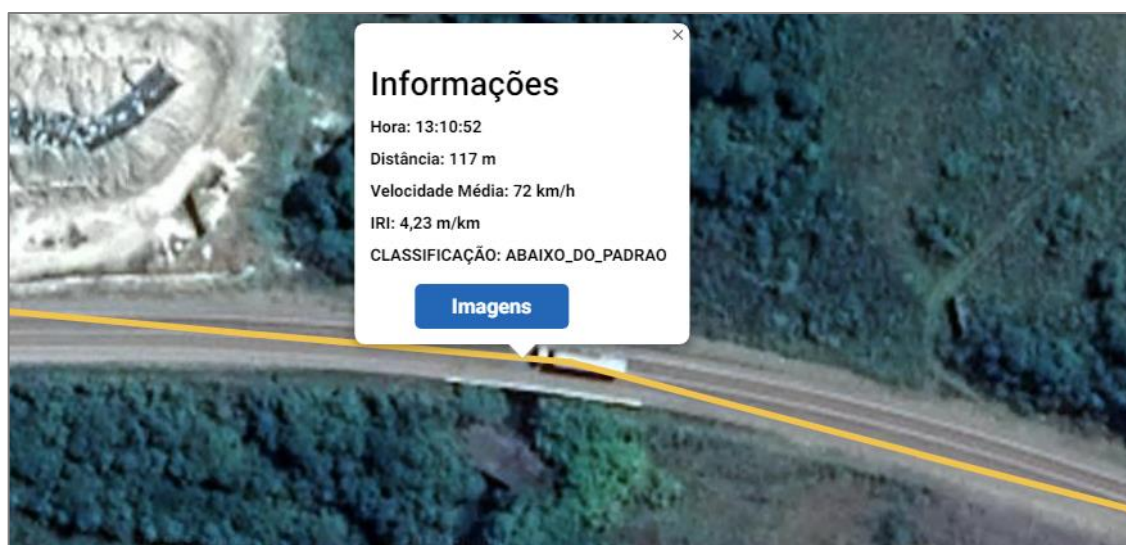 ×
Informações
Hora: 13:10:52
Distância: 117 m
Velocidade Média: 72 km/h
IRI: 4,23 m/km
CLASSIFICAÇÃO: ABAIXO_DO_PADRAO
Imagens